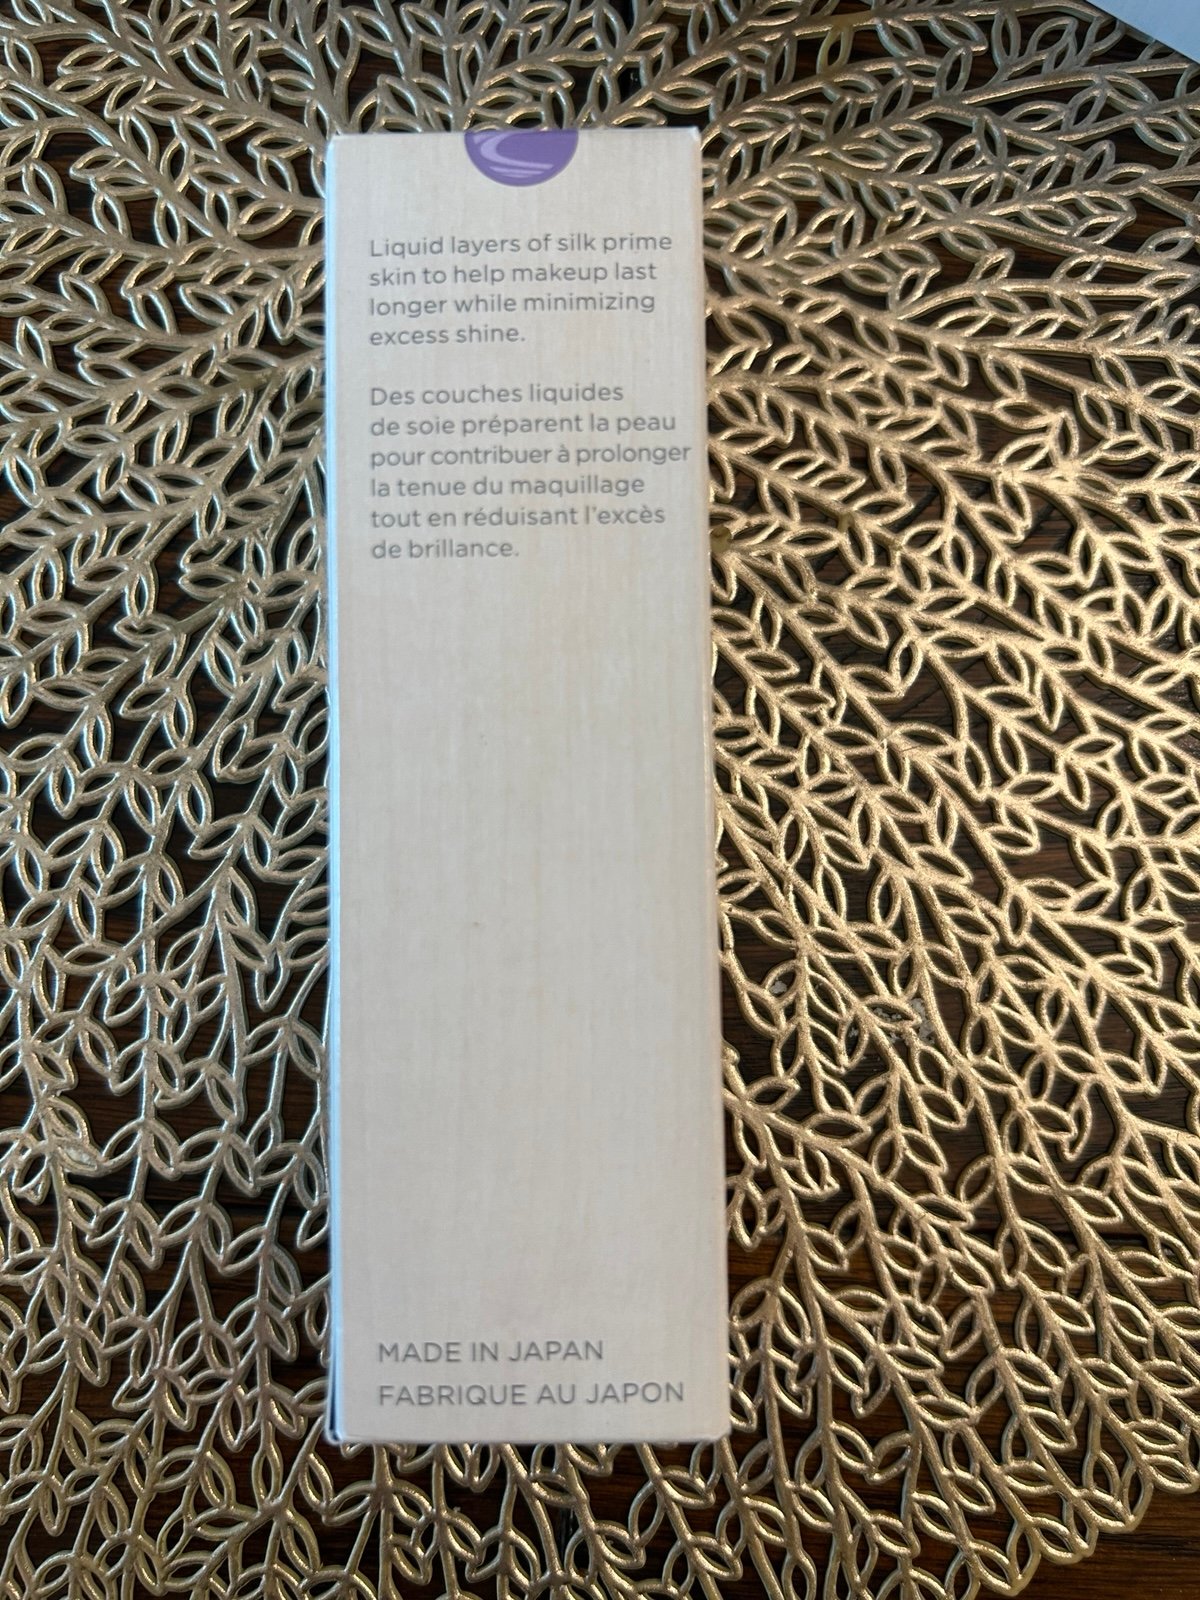 Liquid layers of silk prime
skin to help makeup last
longer while minimizing
excess shine.
Des couches liquides
de soie préparent la peau
pour contribuer à prolonger
la tenue du maquillage
tout en réduisant l'excès
de brillance.
MADE IN JAPAN
FABRIQUE AU JAPON